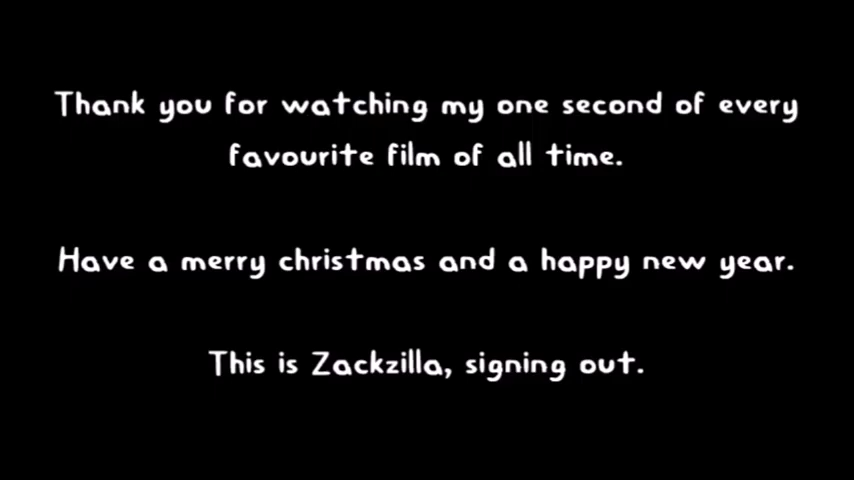 Thank you for watching my one second of every
favourite film of all time.
Have a merry christmas and a happy new year.
This is Zackzilla, signing out.